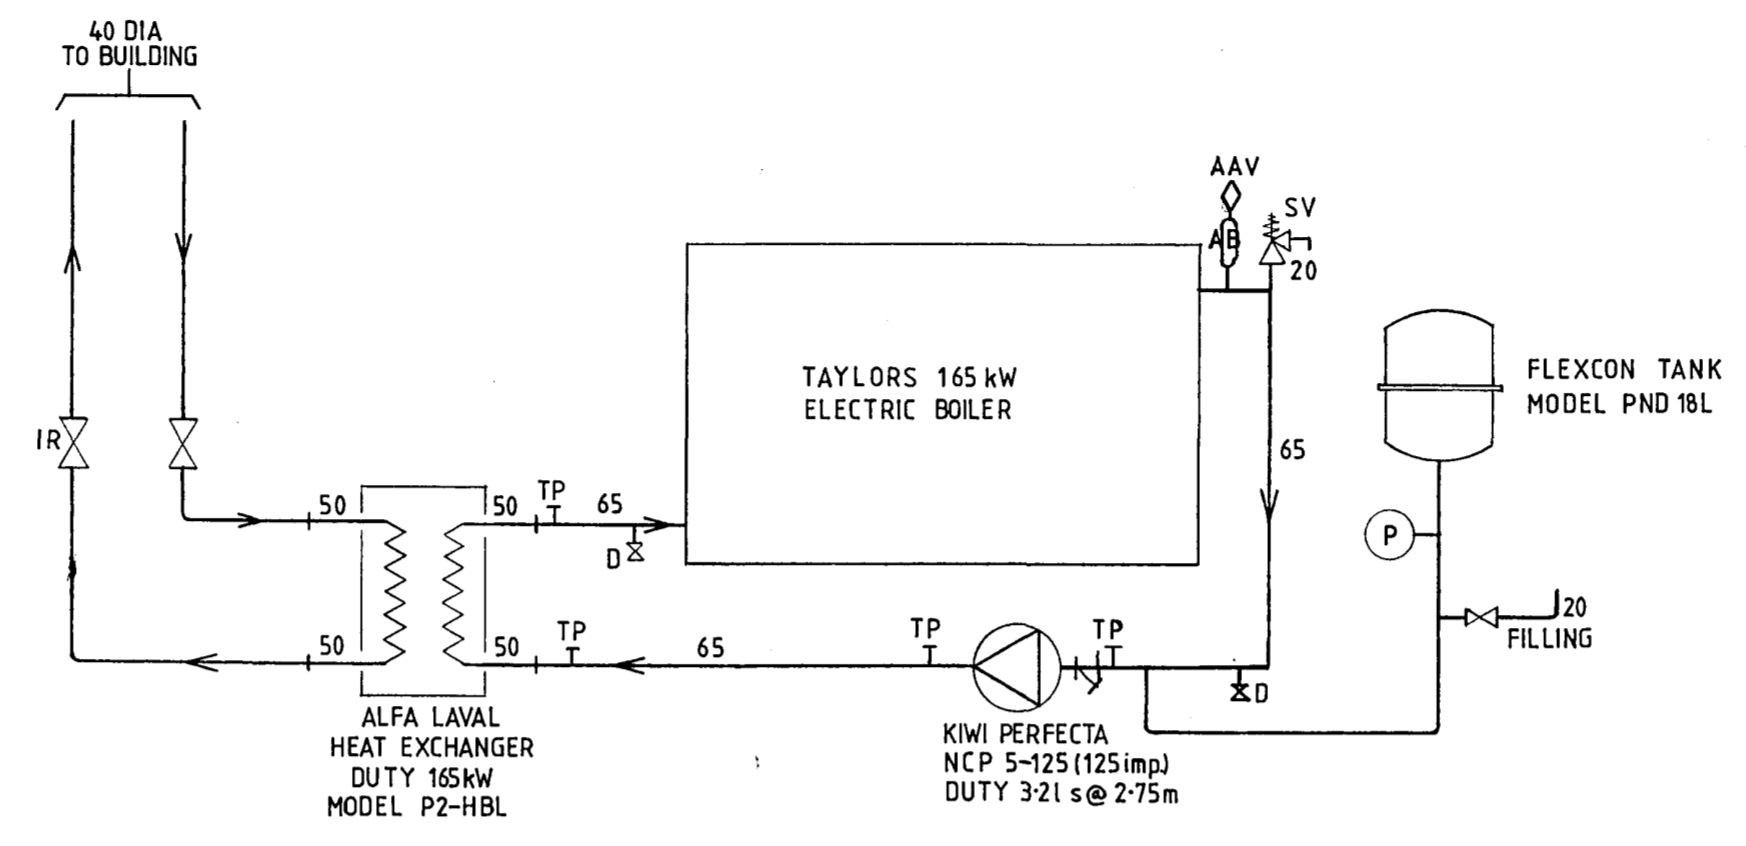 40 DIA
TO BUILDING
AAV
SV
AB
20
TAYLORS 165 kW
ELECTRIC BOILER
FLEXCON TANK
MODEL PND 18L
IR
65
50
50
TP
65
D
P
20
FILLING
50
50
TP
65
TP
TP
D
ALFA LAVAL
HEAT EXCHANGER
DUTY 165kW
MODEL P2-HBL
KIWI PERFECTA
NCP 5-125 (125 imp.)
DUTY 3·2l s@ 2·75m